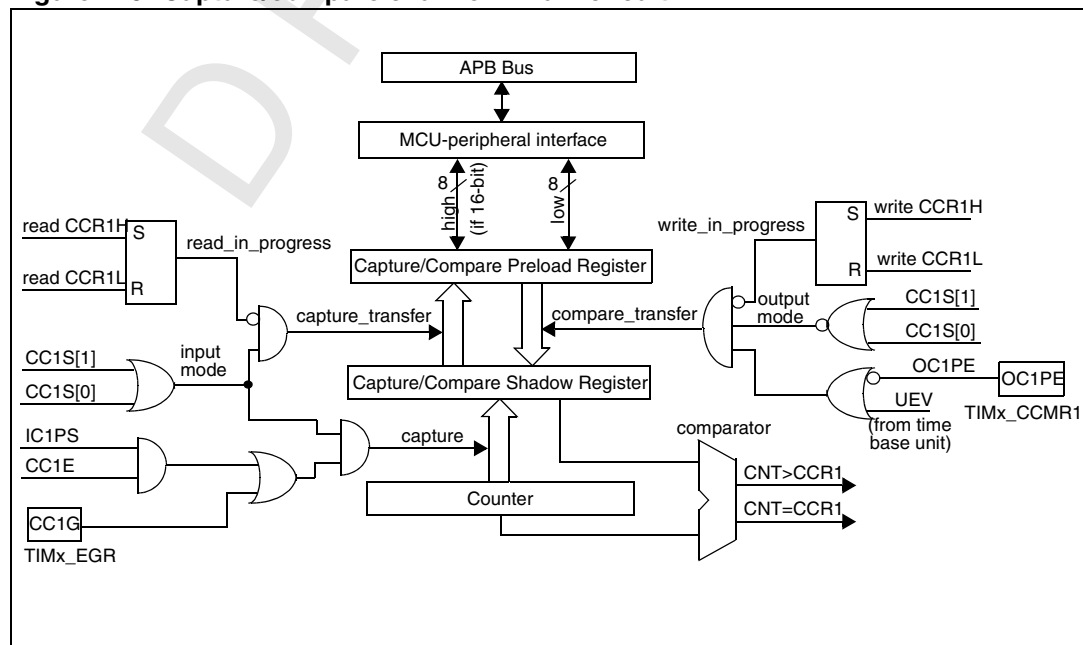 APB Bus
MCU-peripheral interface
8
high
(if 16-bit)
8
low
read CCR1H
S
read_in_progress
read CCR1L
R
write_in_progress
S
write CCR1H
R
write CCR1L
Capture/Compare Preload Register
capture_transfer
compare_transfer
output
mode
CC1S[1]
CC1S[0]
CC1S[1]
CC1S[0]
input
mode
Capture/Compare Shadow Register
OC1PE
OC1PE
UEV
(from time
base unit)
TIMx_CCMR1
IC1PS
CC1E
capture
comparator
Counter
CNT>CCR1
CNT=CCR1
CC1G
TIMx_EGR